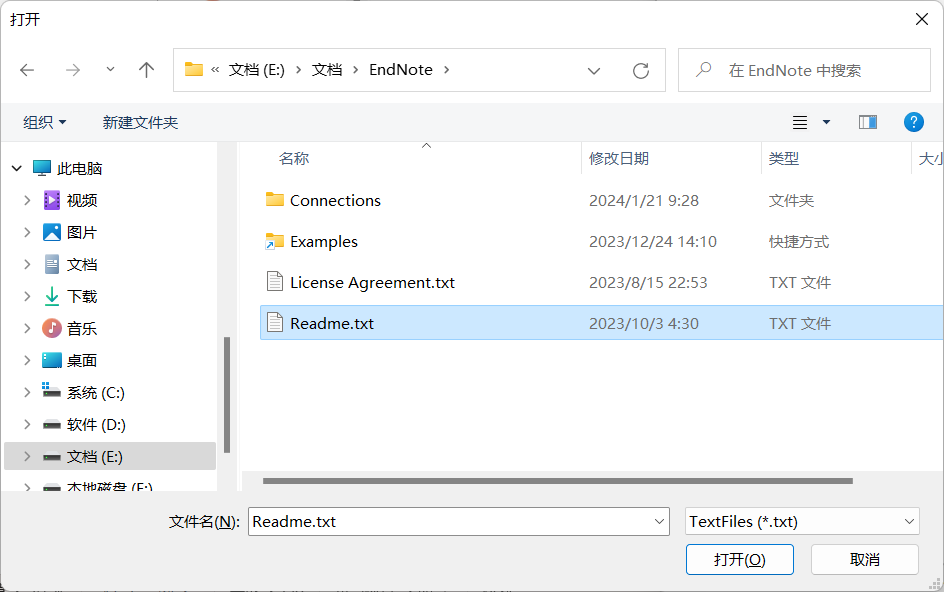 打开
« 文档 (E:) > 文档 > EndNote >
在 EndNote 中搜索
组织
新建文件夹
名称 修改日期 类型 大小
此电脑
视频
图片
文档
下载
音乐
桌面
系统 (C:)
软件 (D:)
文档 (E:)
本地磁盘 (F:)
Connections 2024/1/21 9:28 文件夹
Examples 2023/12/24 14:10 快捷方式
License Agreement.txt 2023/8/15 22:53 TXT 文件
Readme.txt 2023/10/3 4:30 TXT 文件
文件名(N): Readme.txt TextFiles (*.txt)
打开(O) 取消